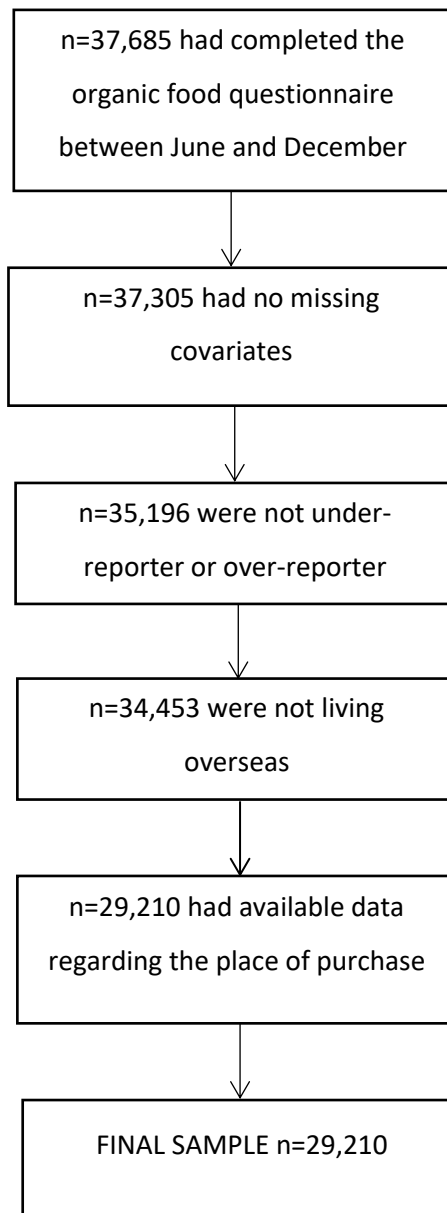 n=37,685 had completed the
organic food questionnaire
between June and December
n=37,305 had no missing
covariates
n=35,196 were not under-
reporter or over-reporter
n=34,453 were not living
overseas
n=29,210 had available data
regarding the place of purchase
FINAL SAMPLE n=29,210